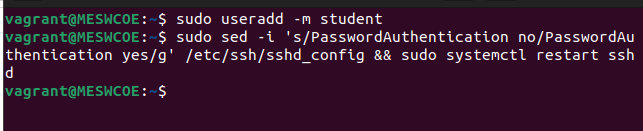 vagrant@MESWCOE:~$ sudo useradd -m student
vagrant@MESWCOE:~$ sudo sed -i 's/PasswordAuthentication no/PasswordAu
thentication yes/g' /etc/ssh/sshd_config && sudo systemctl restart ssh
d
vagrant@MESWCOE:~$